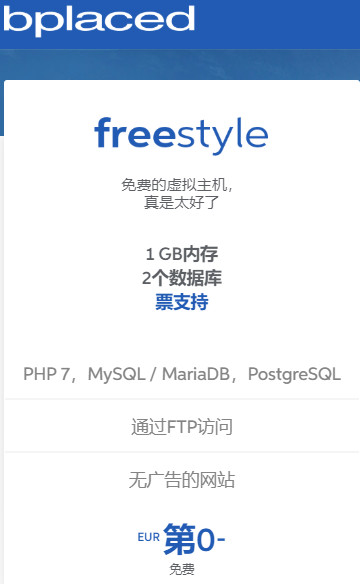 bplaced
freestyle
免费的虚拟主机，
真是太好了
1 GB内存
2个数据库
票支持
PHP 7，MySQL / MariaDB，PostgreSQL
通过FTP访问
无广告的网站
EUR 第0-
免费